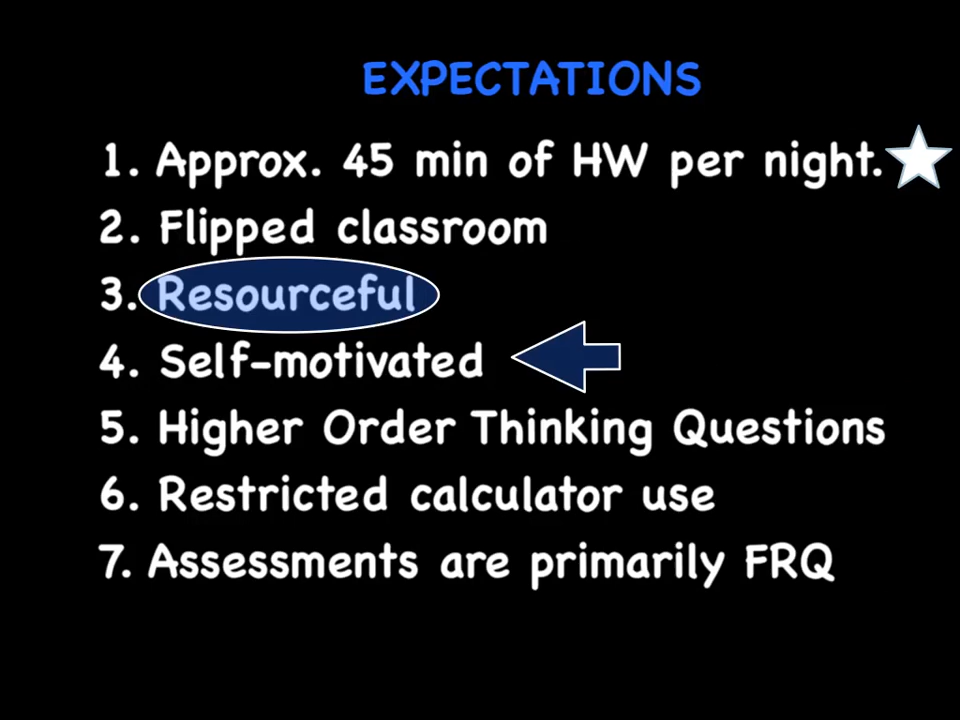 EXPECTATIONS
1. Approx. 45 min of HW per night.
2. Flipped classroom
3. Resourceful
4. Self-motivated
5. Higher Order Thinking Questions
6. Restricted calculator use
7. Assessments are primarily FRQ